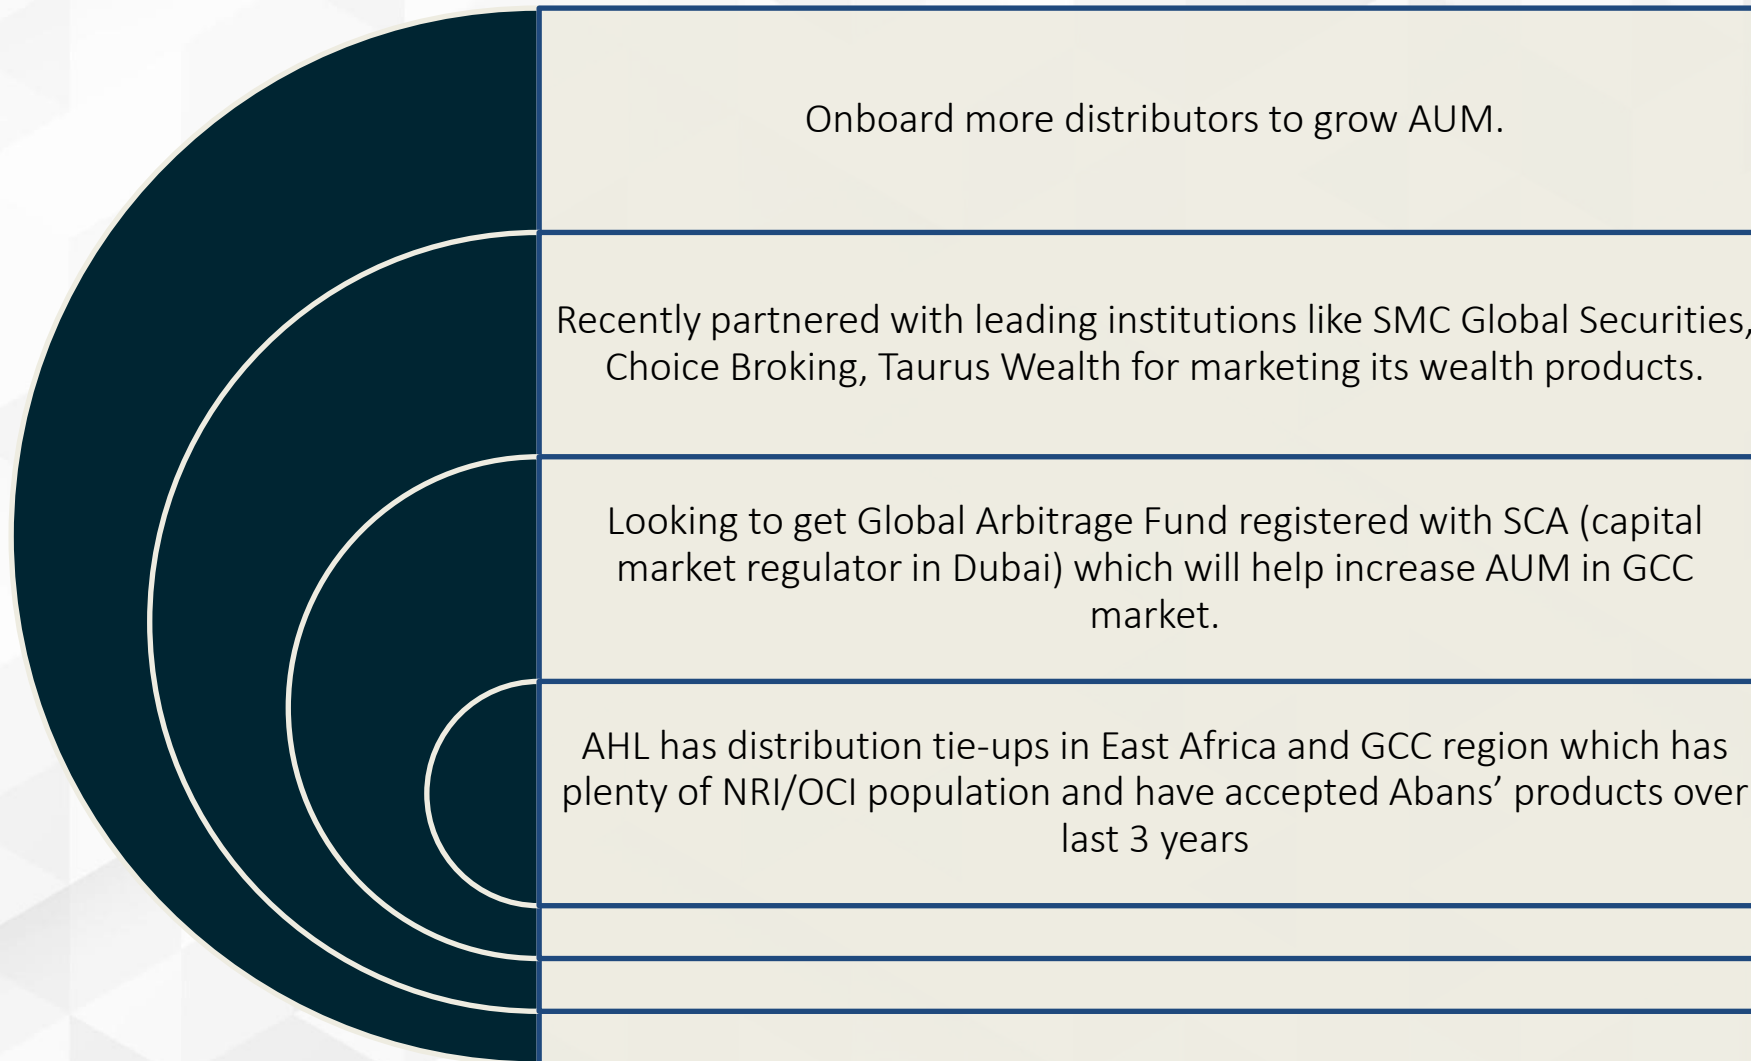 Onboard more distributors to grow AUM.
Recently partnered with leading institutions like SMC Global Securities,
Choice Broking, Taurus Wealth for marketing its wealth products.
Looking to get Global Arbitrage Fund registered with SCA (capital
market regulator in Dubai) which will help increase AUM in GCC
market.
AHL has distribution tie-ups in East Africa and GCC region which has
plenty of NRI/OCI population and have accepted Abans’ products over
last 3 years